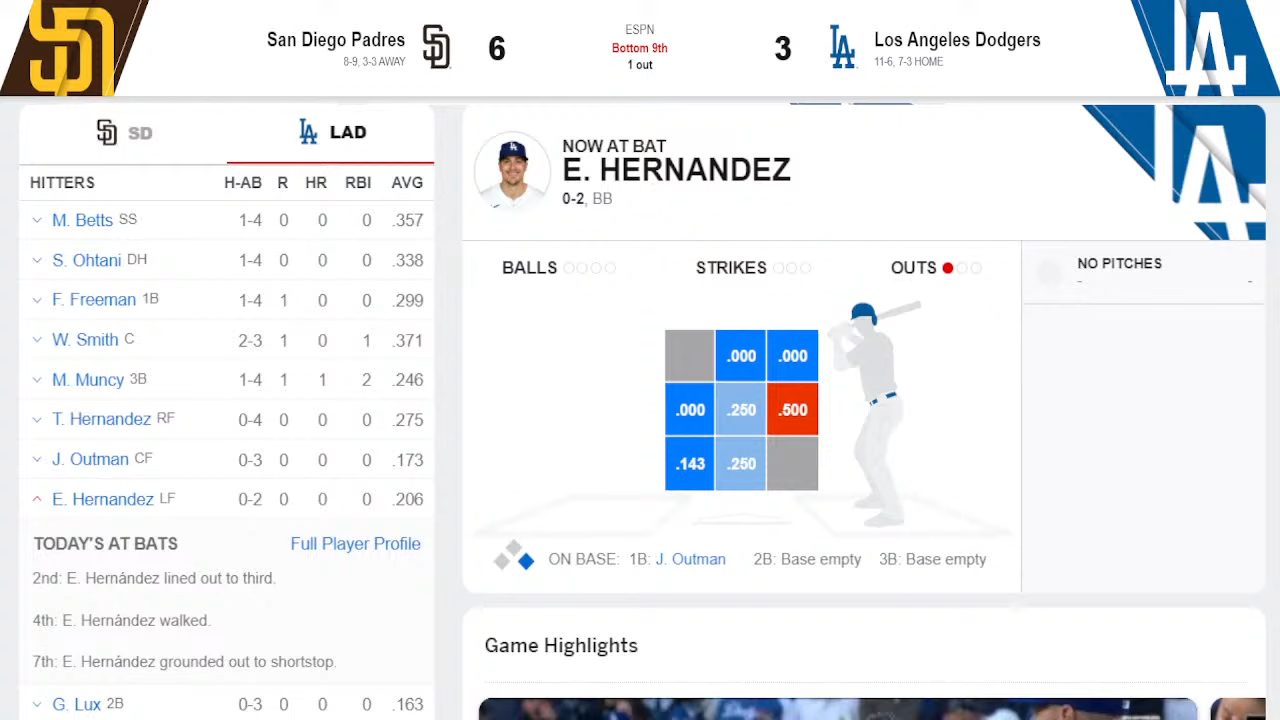 San Diego Padres
8-9, 3-3 AWAY
SD
6
ESPN
Bottom 9th
1 out
3
LA
Los Angeles Dodgers
11-6, 7-3 HOME
SD
LAD
HITTERS H-AB R HR RBI AVG
M. Betts SS 1-4 0 0 0 .357
S. Ohtani DH 1-4 0 0 0 .338
F. Freeman 1B 1-4 1 0 0 .299
W. Smith C 2-3 1 0 1 .371
M. Muncy 3B 1-4 1 1 2 .246
T. Hernandez RF 0-4 0 0 0 .275
J. Outman CF 0-3 0 0 0 .173
E. Hernandez LF 0-2 0 0 0 .206
TODAY'S AT BATS Full Player Profile
2nd: E. Hernández lined out to third.
4th: E. Hernández walked.
7th: E. Hernández grounded out to shortstop.
G. Lux 2B 0-3 0 0 0 .163
NOW AT BAT
E. HERNANDEZ
0-2, BB
BALLS STRIKES OUTS
.000 .000
.000 .250 .500
.143 .250
ON BASE: 1B: J. Outman 2B: Base empty 3B: Base empty
NO PITCHES
- -
Game Highlights